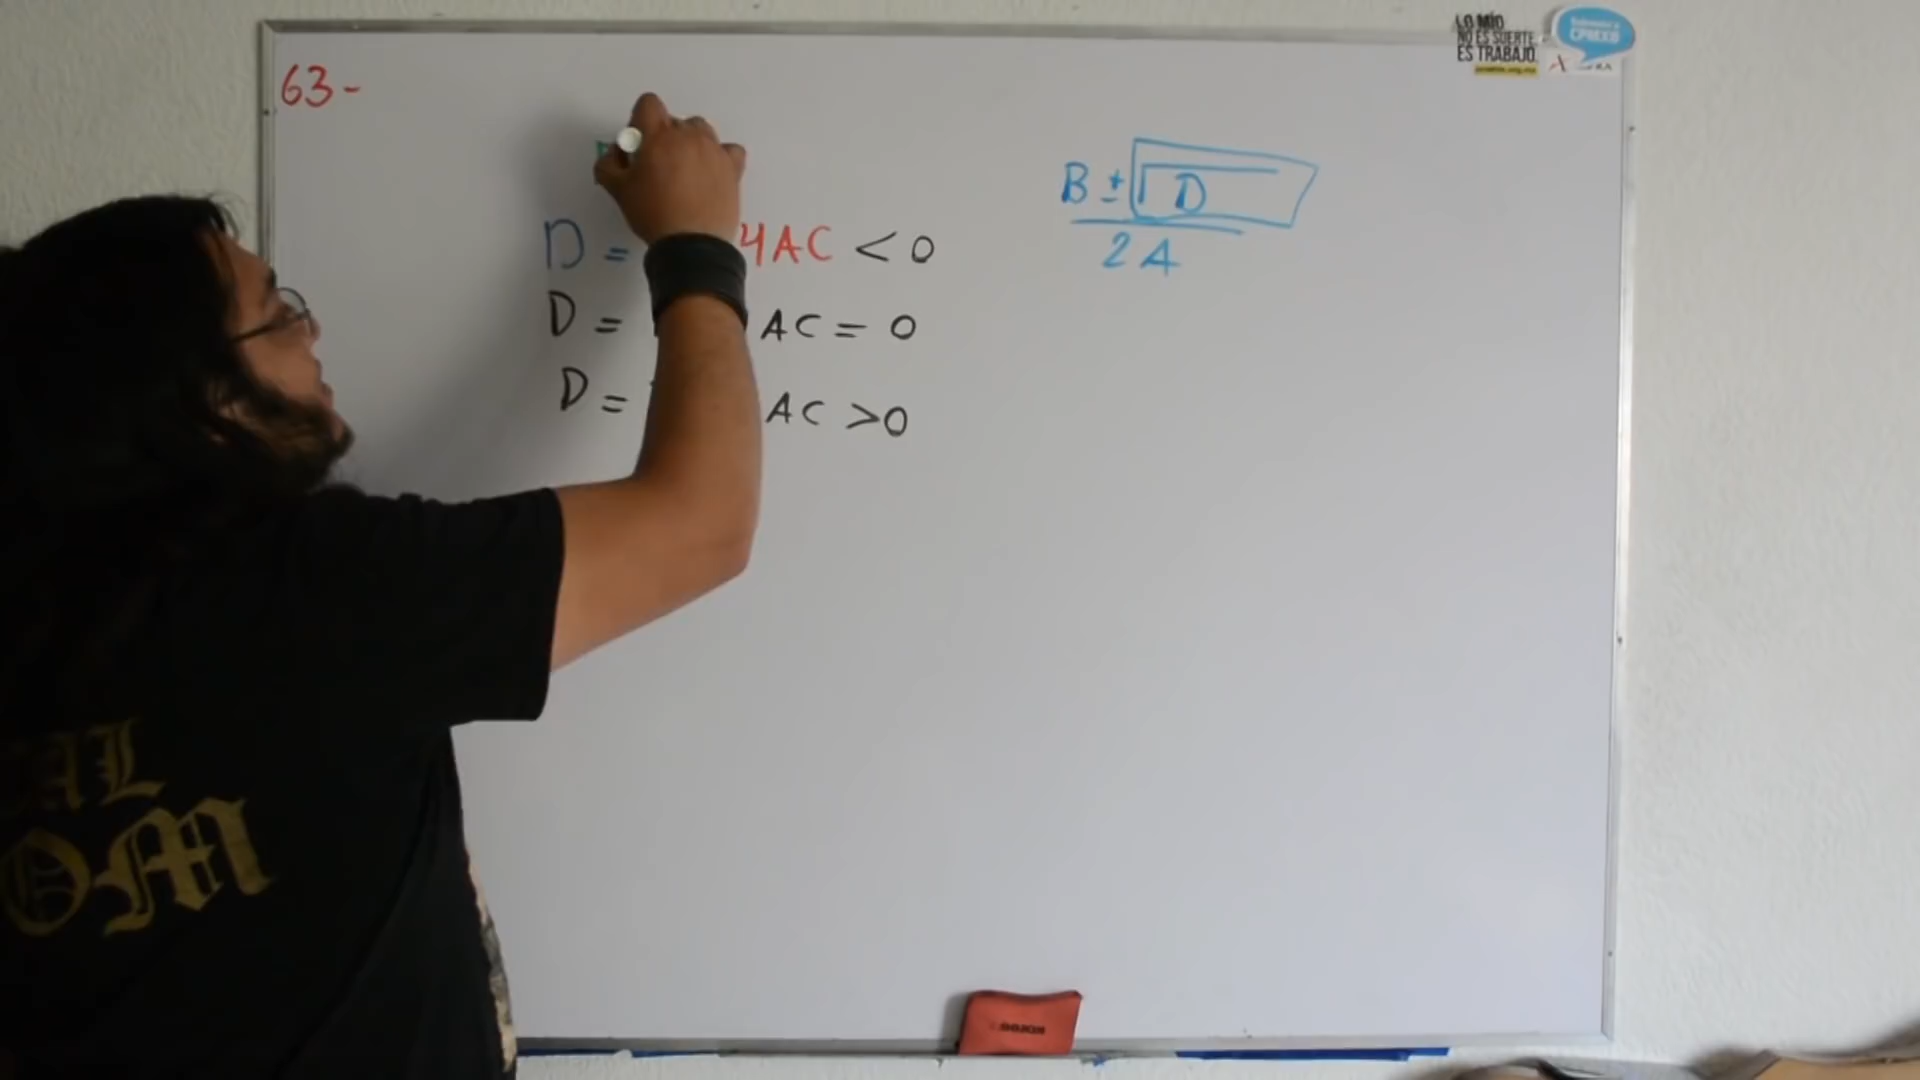 63-
LO MÍO
NO ES SUERTE,
ES TRABAJO.
D = 4AC < 0
D = AC = 0
D = AC > 0
B ± √D
2A